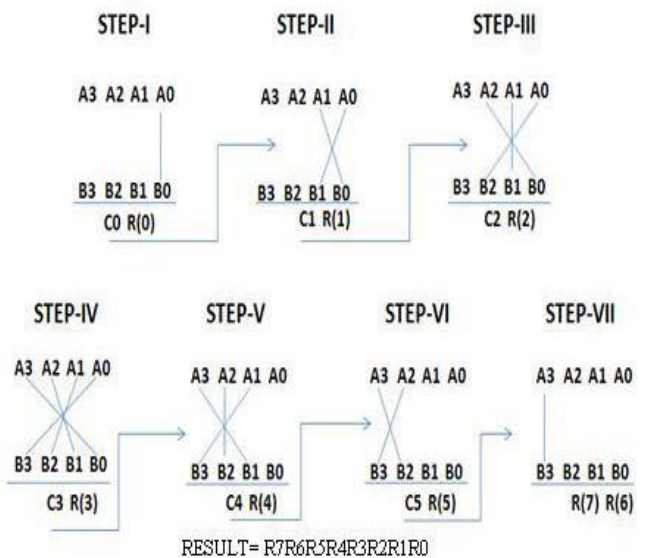 STEP-I STEP-II STEP-III
A3 A2 A1 A0 A3 A2 A1 A0 A3 A2 A1 A0
B3 B2 B1 B0 B3 B2 B1 B0 B3 B2 B1 B0
C0 R(0) C1 R(1) C2 R(2)
STEP-IV STEP-V STEP-VI STEP-VII
A3 A2 A1 A0 A3 A2 A1 A0 A3 A2 A1 A0 A3 A2 A1 A0
B3 B2 B1 B0 B3 B2 B1 B0 B3 B2 B1 B0 B3 B2 B1 B0
C3 R(3) C4 R(4) C5 R(5) R(7) R(6)
RESULT= R7R6R5R4R3R2R1R0